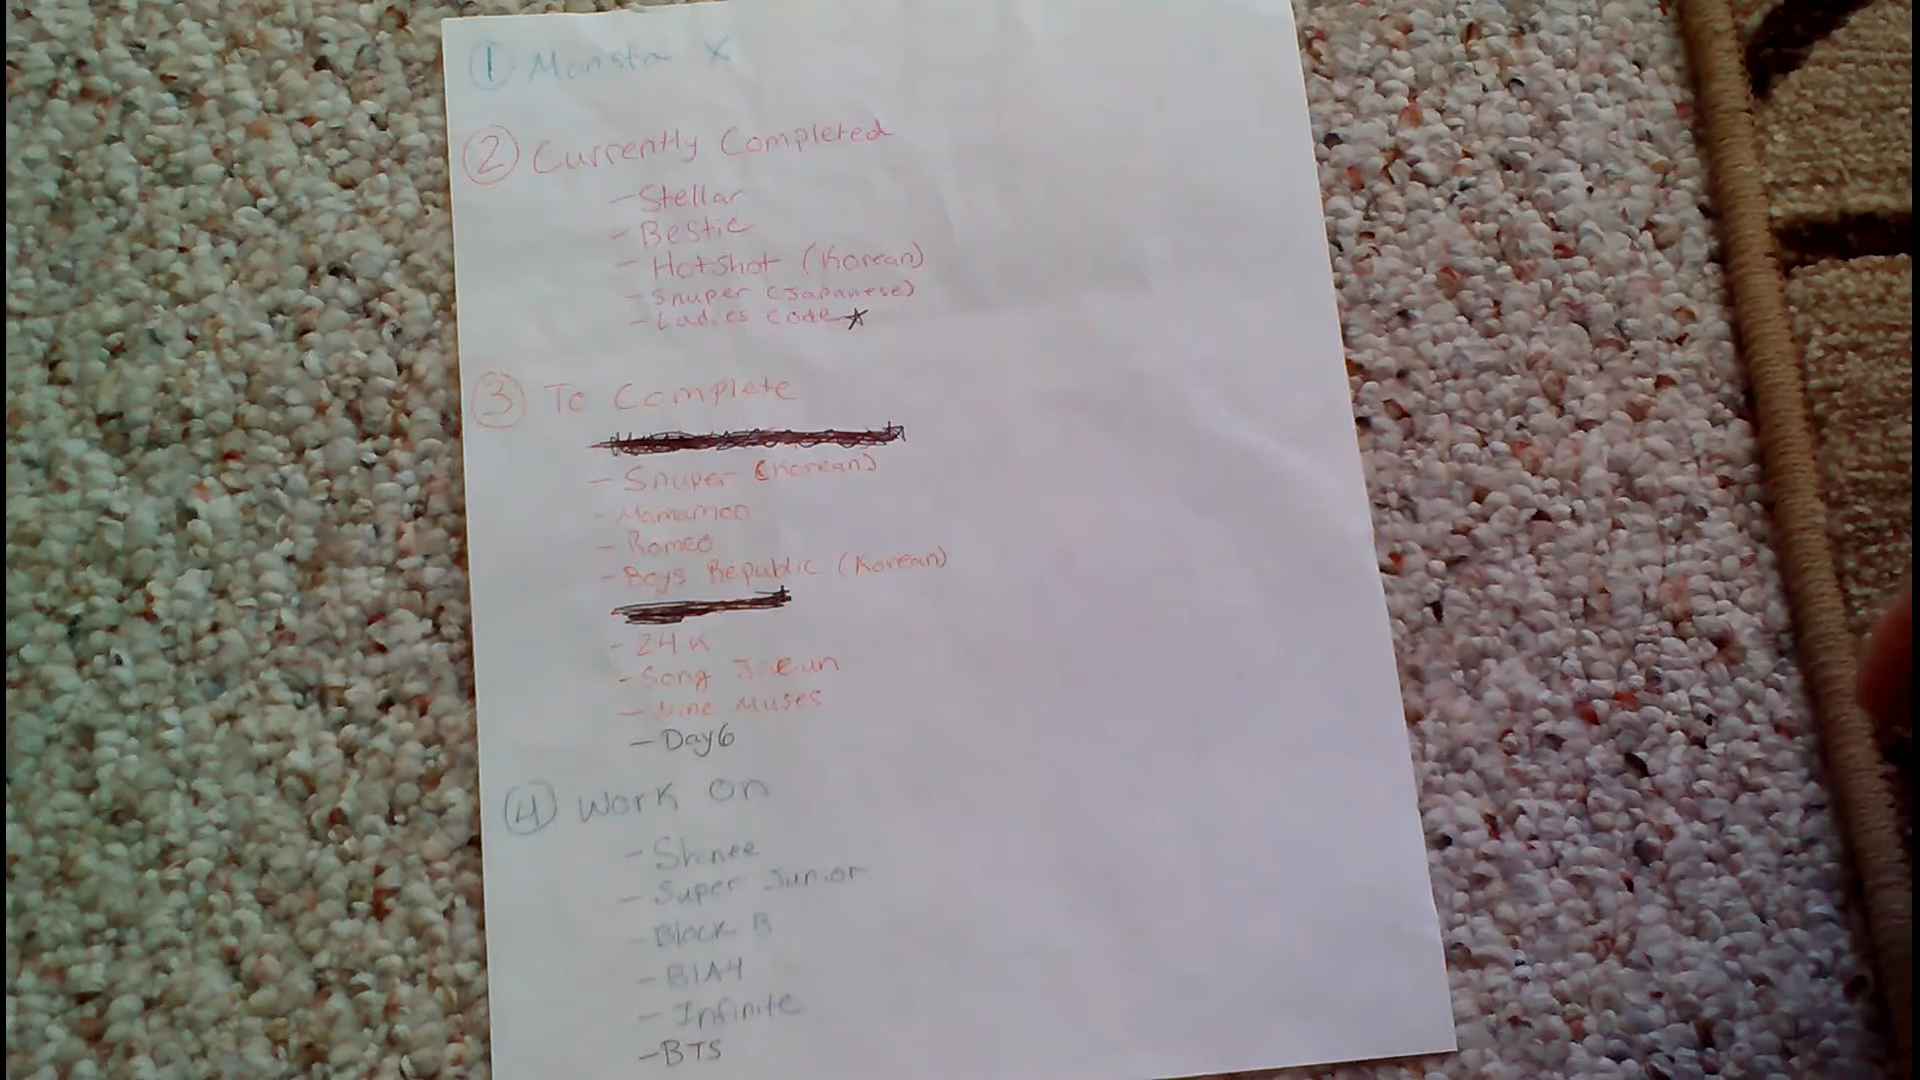 ① Monsta X
② Currently Completed
- Stellar
- Bestie
- Hotshot (Korean)
- Snuper (Japanese)
- Ladies Code ★
③ To Complete
- Snuper (Korean)
- Mamamoo
- Romeo
- Boys Republic (Korean)
- 24K
- Song Jieun
- Nine Muses
- Day6
④ Work On
- Shinee
- Super Junior
- Block B
- B1A4
- Infinite
- BTS